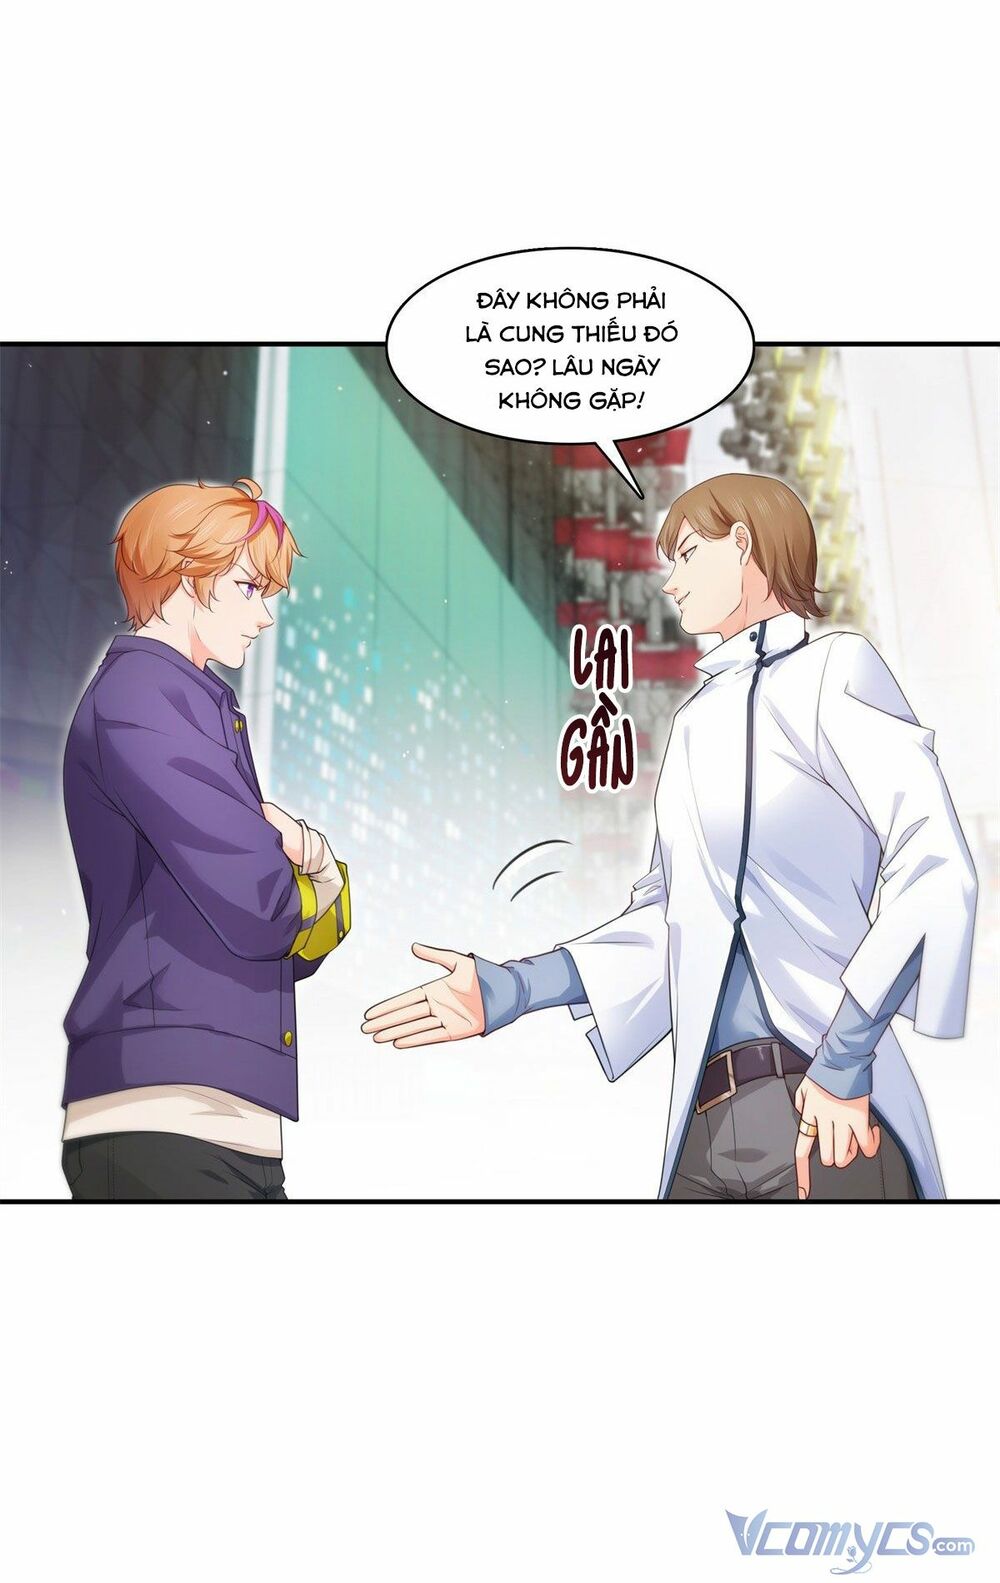 ĐÂY KHÔNG PHẢI
LÀ CUNG THIẾU ĐÓ
SAO? LÂU NGÀY
KHÔNG GẶP!
LẠI
GẦN
VCOMYCS.com